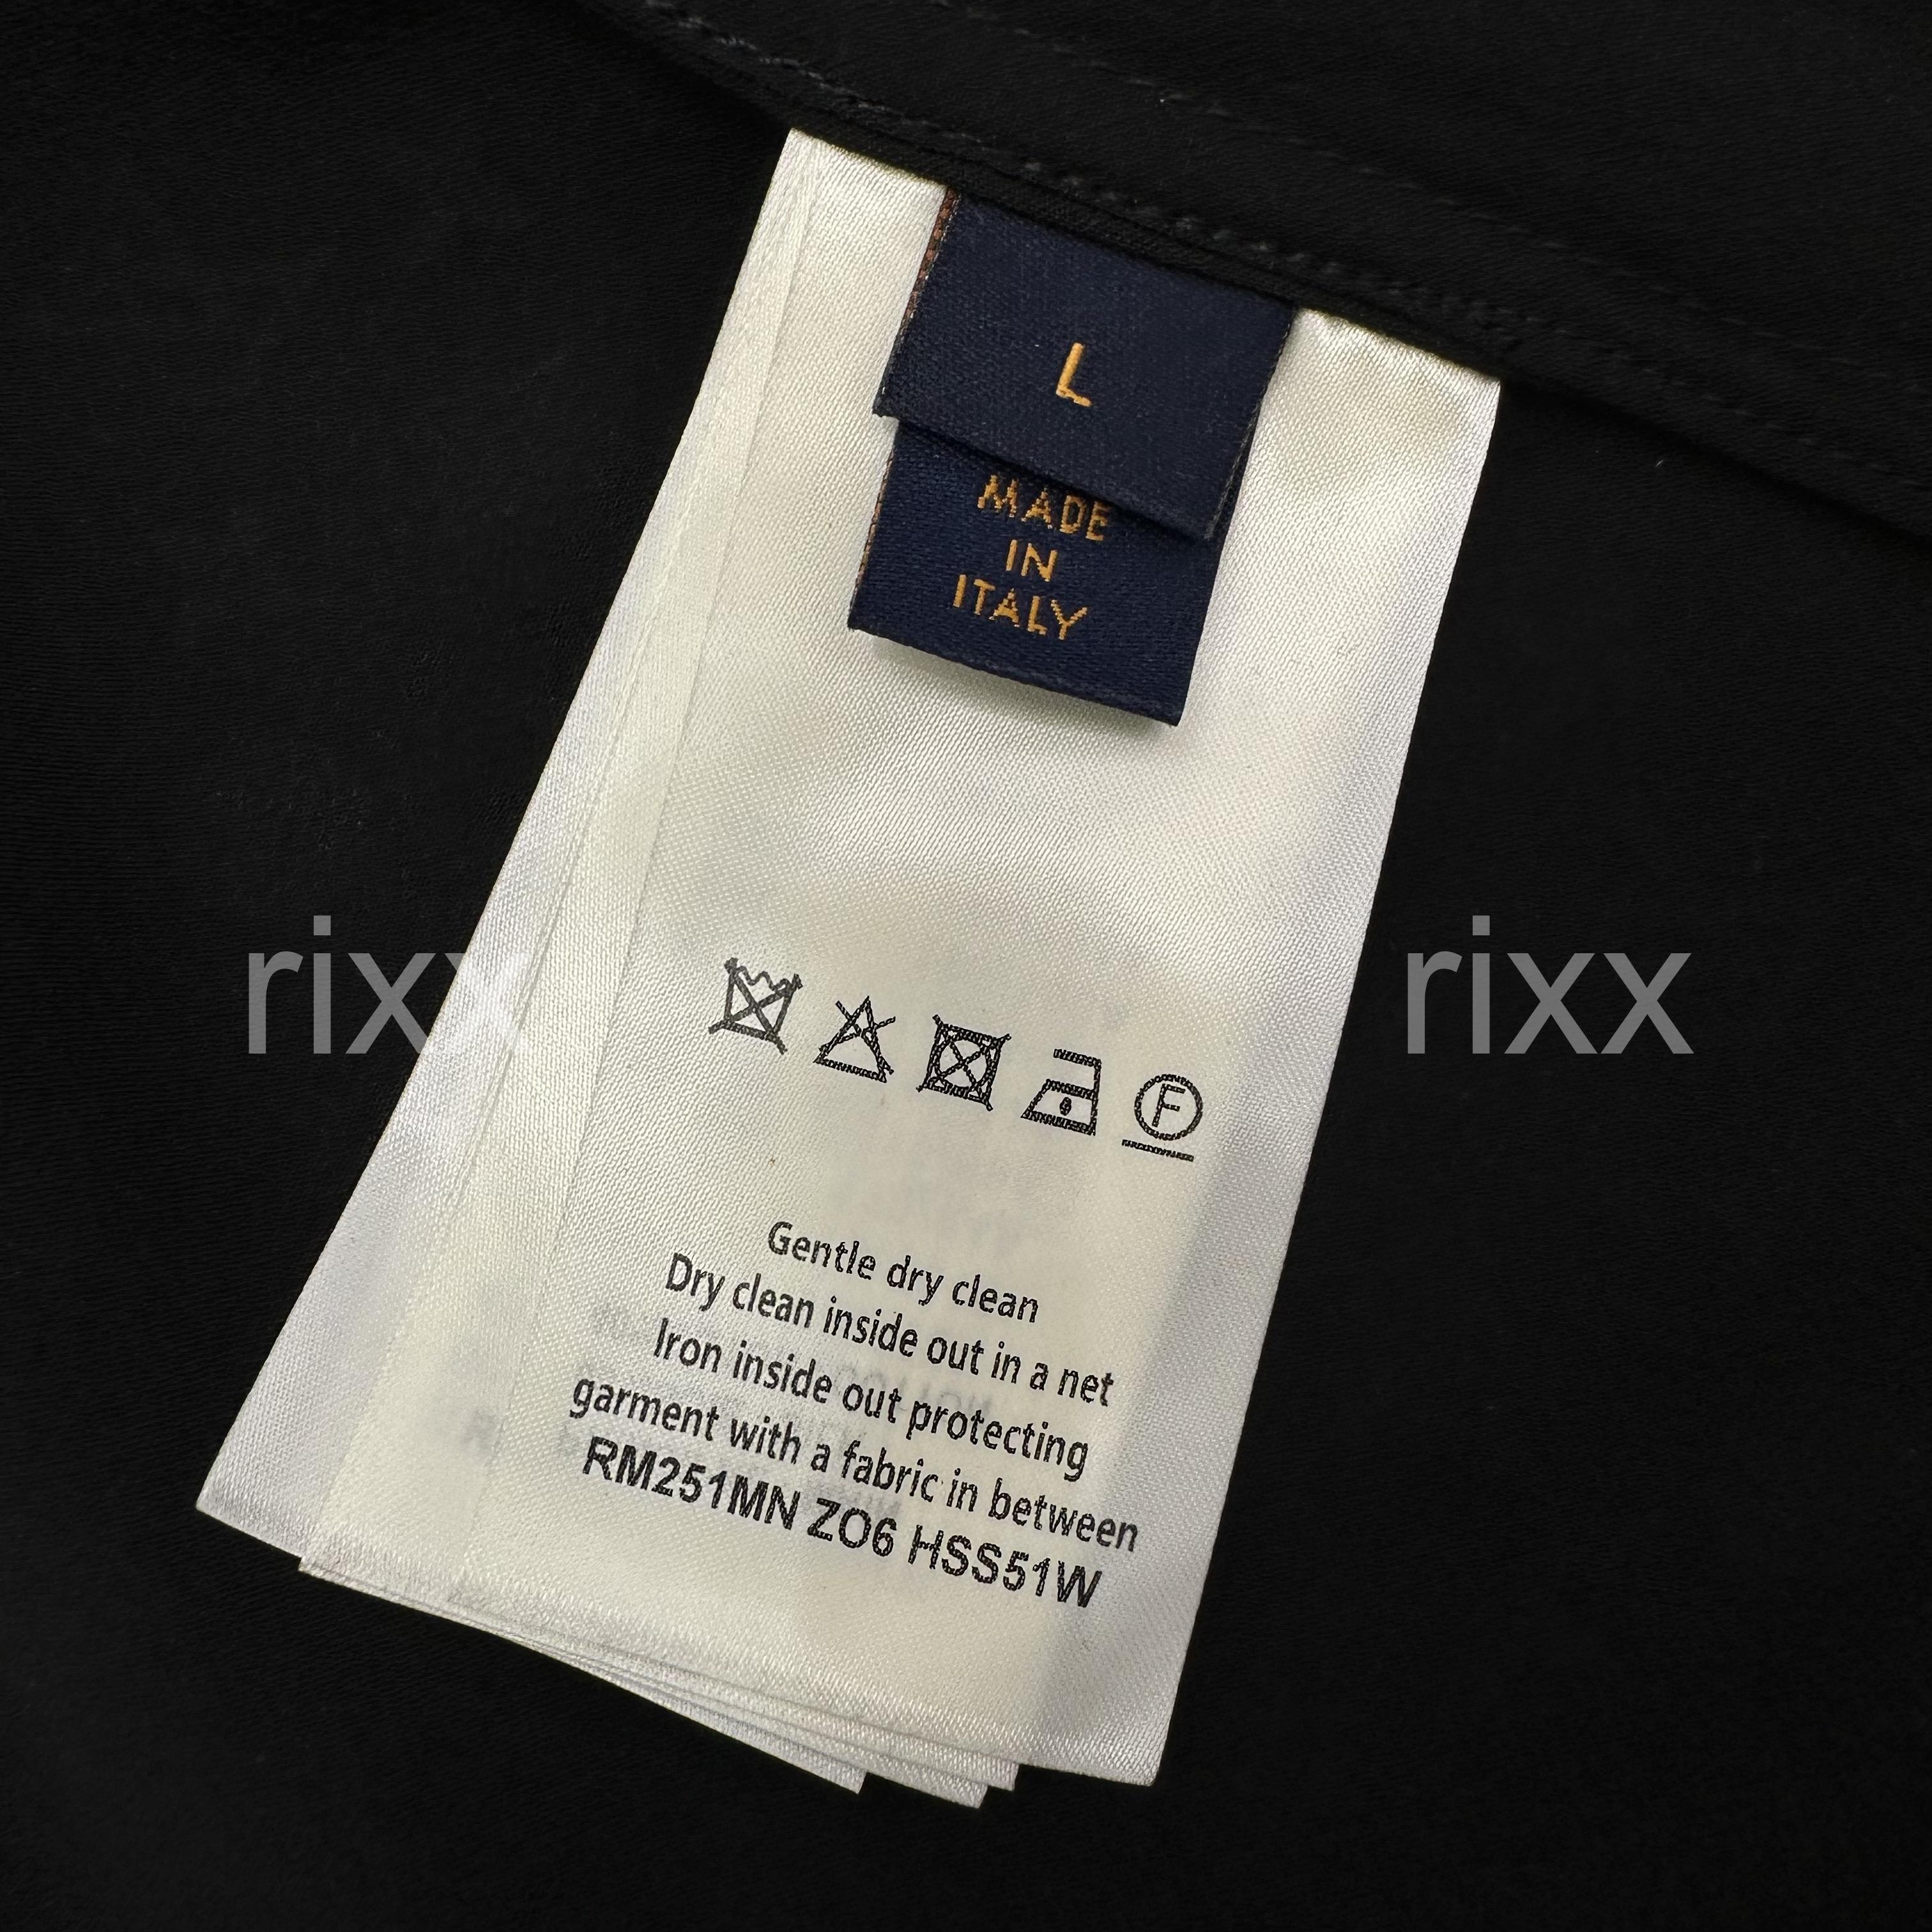 L
MADE
IN
ITALY
rixx rixx
F
Gentle dry clean
Dry clean inside out in a net
Iron inside out protecting
garment with a fabric in between
RM251MN ZO6 HSS51W